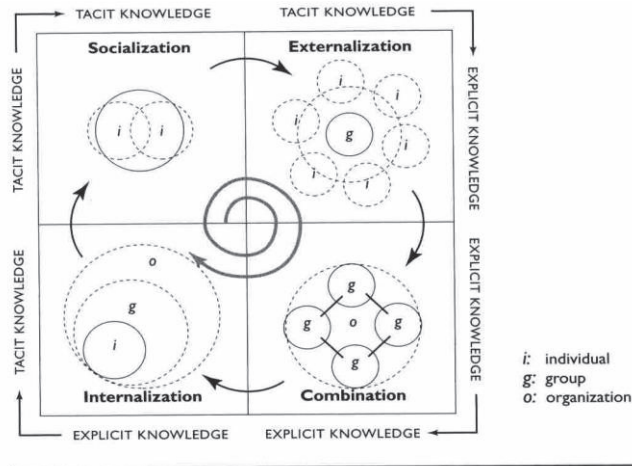 TACIT KNOWLEDGE TACIT KNOWLEDGE
Socialization Externalization
TACIT KNOWLEDGE
EXPLICIT KNOWLEDGE
i i
i i i i i i
g
TACIT KNOWLEDGE
EXPLICIT KNOWLEDGE
o
g
i
g
g o g
g
Internalization Combination
EXPLICIT KNOWLEDGE EXPLICIT KNOWLEDGE
i: individual
g: group
o: organization